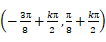 (−3π/8 + kπ/2, π/8 + kπ/2)